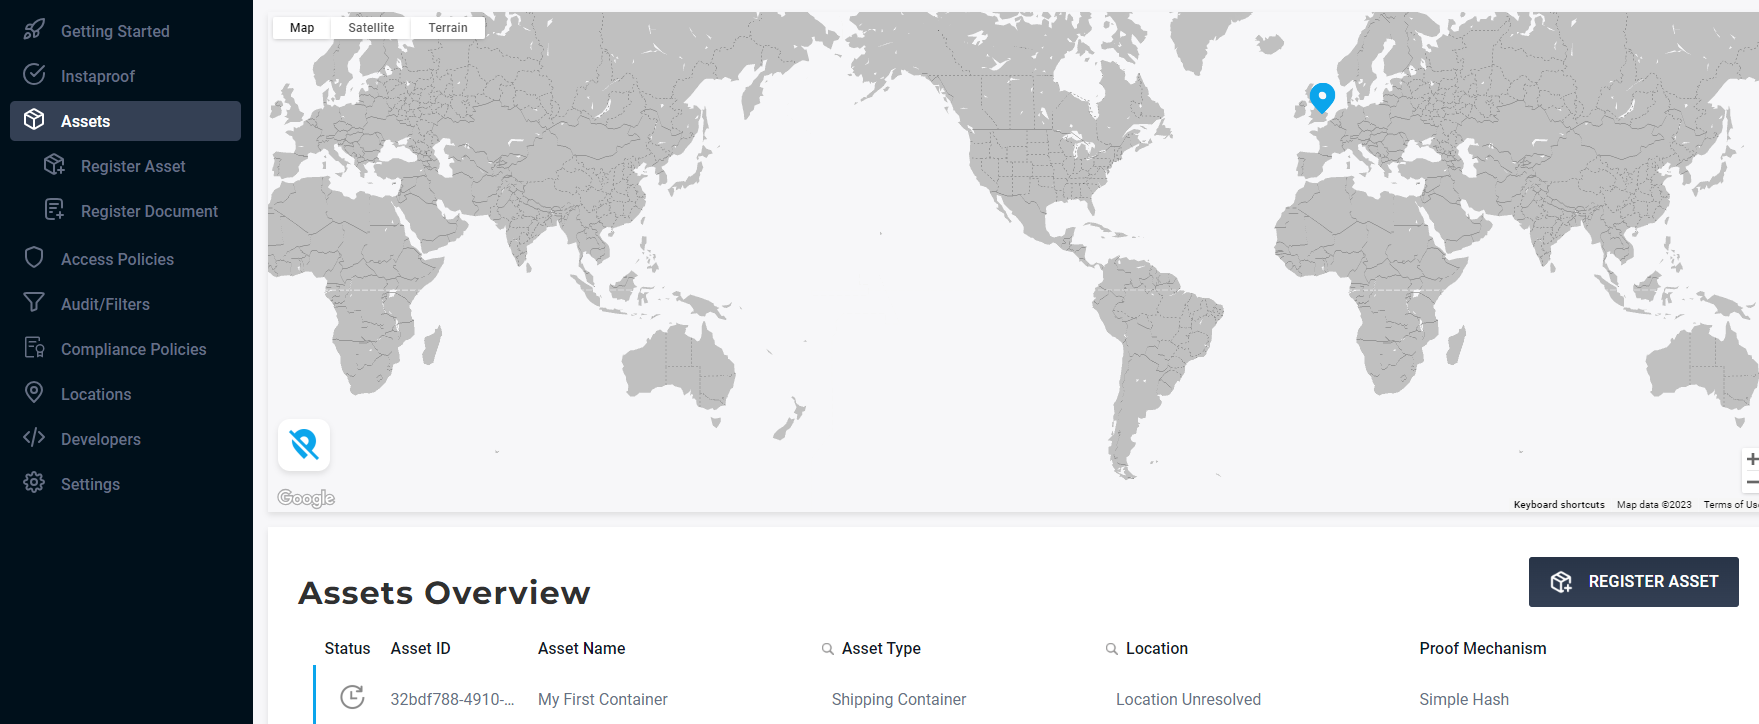 Getting Started
Instaproof
Assets
Register Asset
Register Document
Access Policies
Audit/Filters
Compliance Policies
Locations
Developers
Settings
Map Satellite Terrain
Google
Keyboard shortcuts Map data ©2023 Terms of Us
Assets Overview
REGISTER ASSET
Status Asset ID Asset Name Asset Type Location Proof Mechanism
32bdf788-4910-... My First Container Shipping Container Location Unresolved Simple Hash